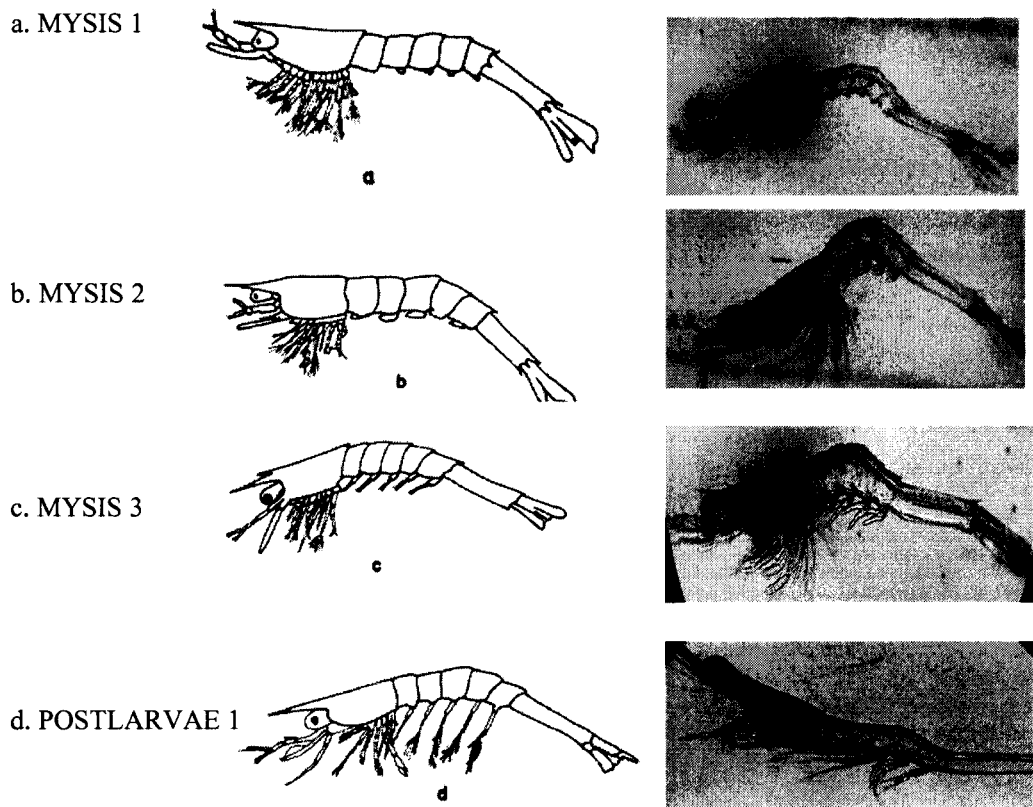 a. MYSIS 1
a
b. MYSIS 2
b
c. MYSIS 3
c
d. POSTLARVAE 1
d